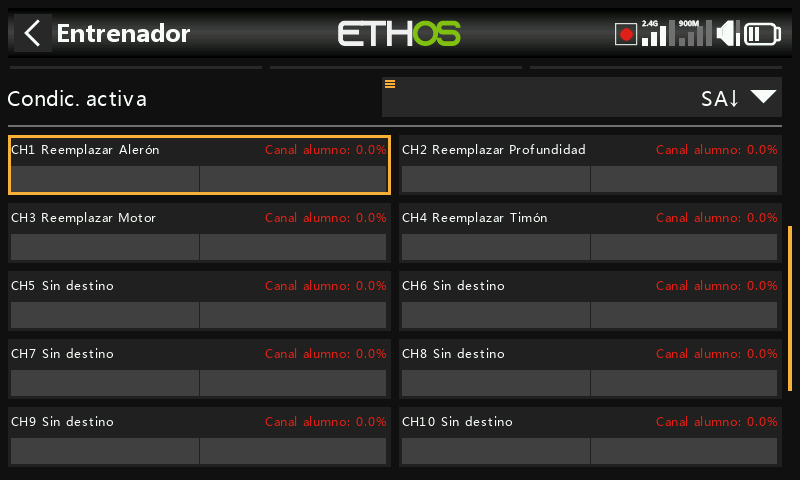 Entrenador
ETHOS
2.4G
900M
Condic. activa
SA↓
CH1 Reemplazar Alerón
Canal alumno: 0.0%
CH2 Reemplazar Profundidad
Canal alumno: 0.0%
CH3 Reemplazar Motor
Canal alumno: 0.0%
CH4 Reemplazar Timón
Canal alumno: 0.0%
CH5 Sin destino
Canal alumno: 0.0%
CH6 Sin destino
Canal alumno: 0.0%
CH7 Sin destino
Canal alumno: 0.0%
CH8 Sin destino
Canal alumno: 0.0%
CH9 Sin destino
Canal alumno: 0.0%
CH10 Sin destino
Canal alumno: 0.0%